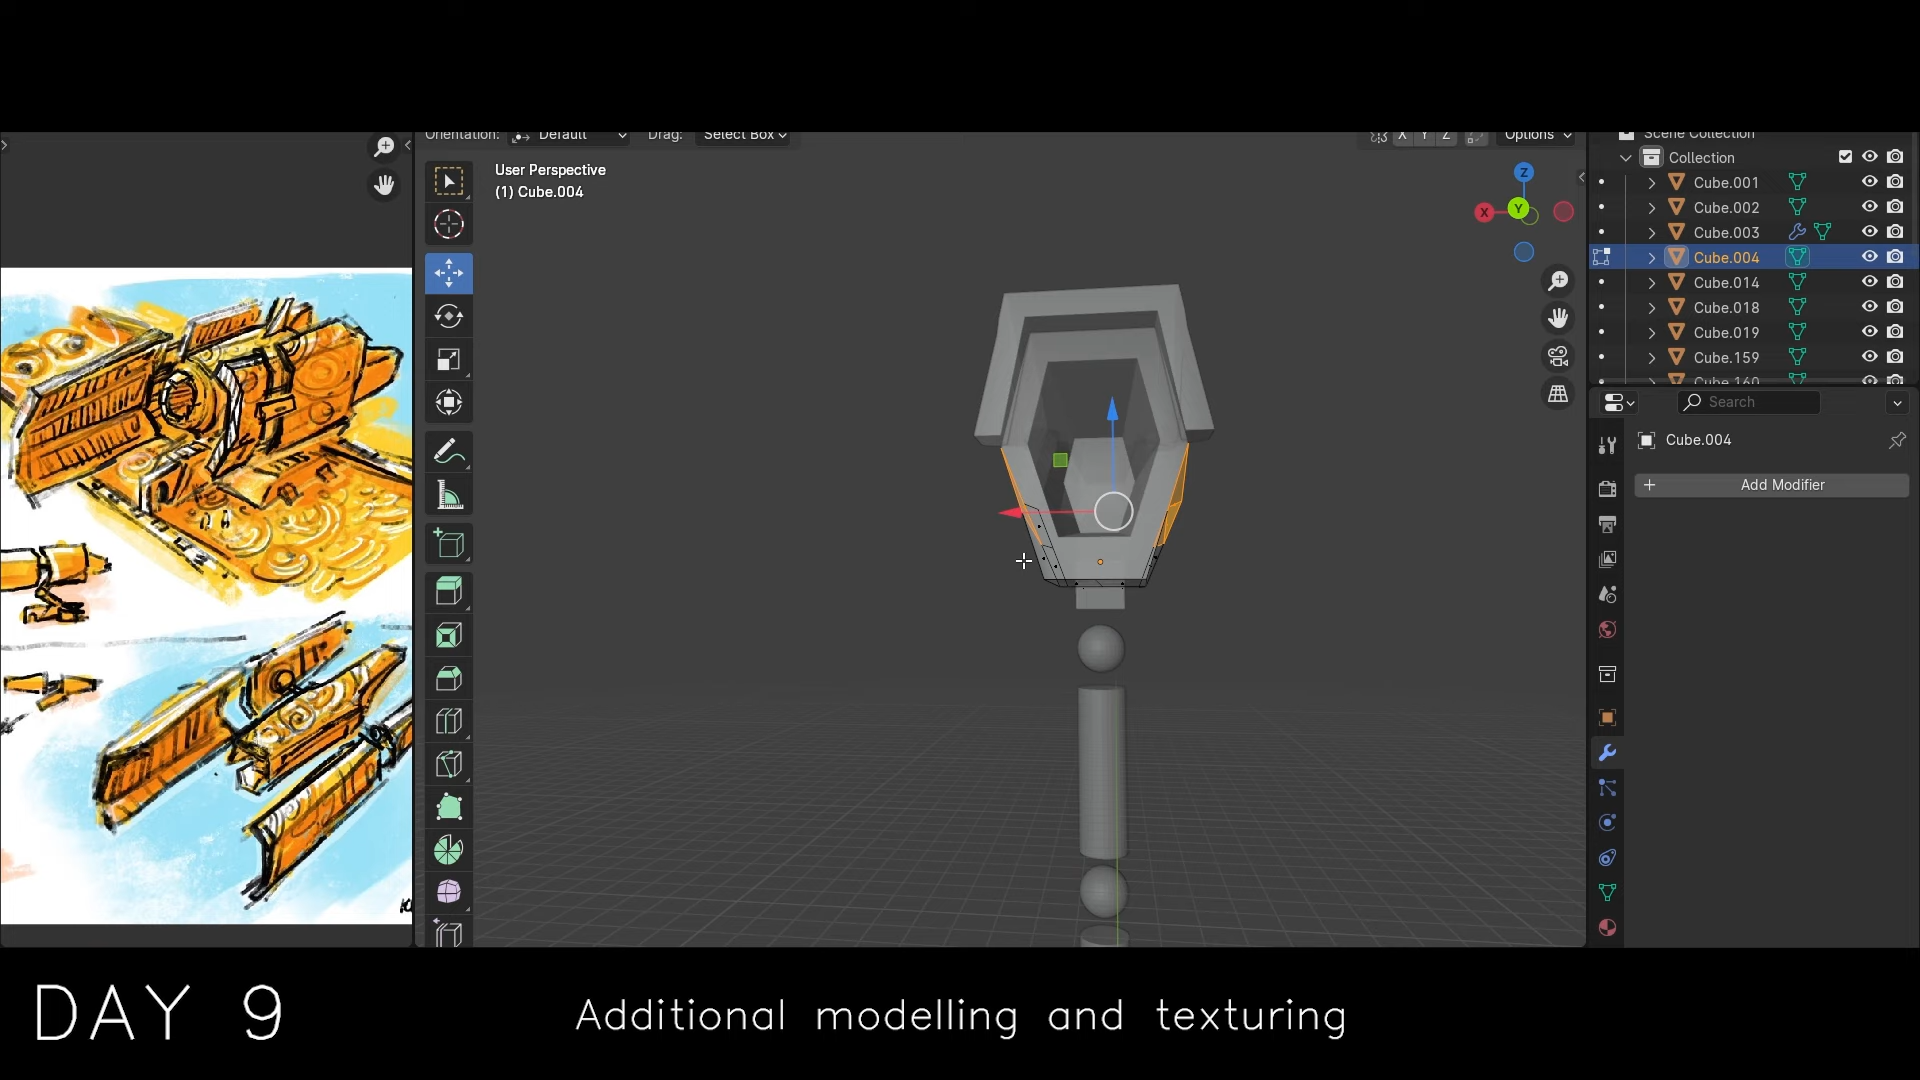 Orientation: Default Drag: Select Box X Y Z Options
User Perspective
(1) Cube.004
Z
X Y
Scene Collection
Collection
Cube.001
Cube.002
Cube.003
Cube.004
Cube.014
Cube.018
Cube.019
Cube.159
Cube.160
Search
Cube.004
+ Add Modifier
DAY 9
Additional modelling and texturing